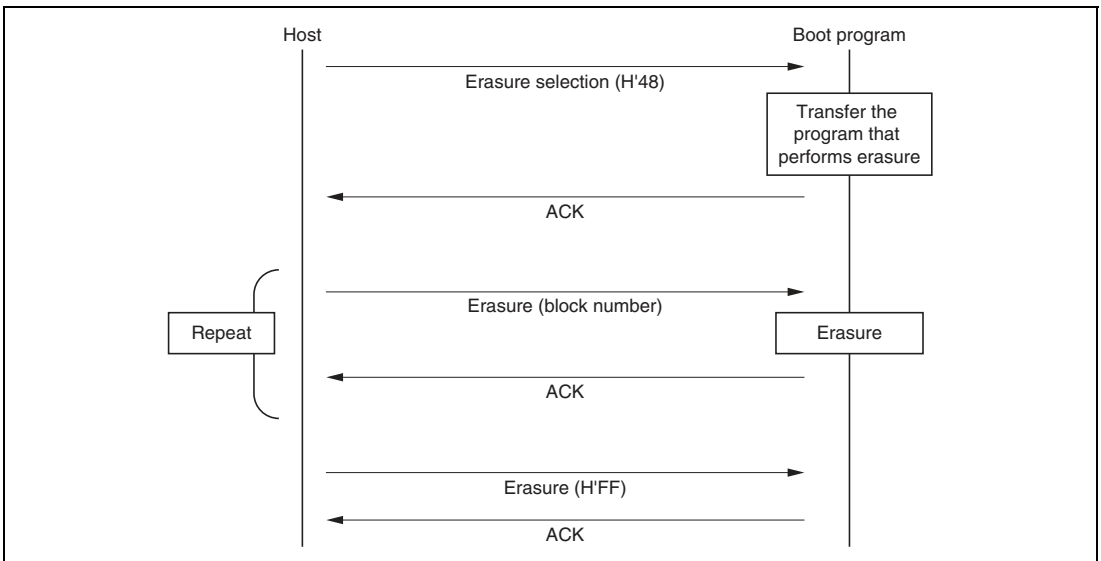 Host
Boot program
Erasure selection (H'48)
Transfer the
program that
performs erasure
ACK
Erasure (block number)
Repeat
Erasure
ACK
Erasure (H'FF)
ACK